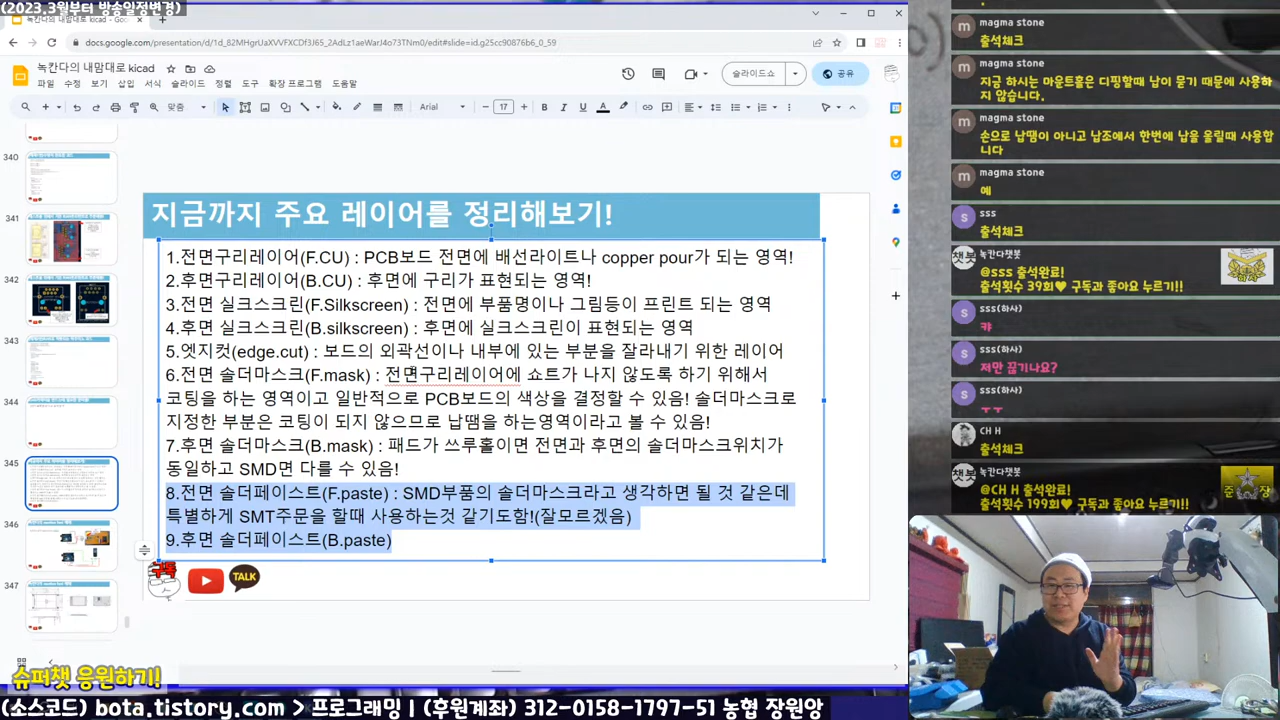 (2023.3월부터 방송일정변경)
녹칸다의 내맘대로 kicad - Goo
docs.google.com/presentation/d/1d_82MHgrUa7VXG5YF3J65_2ADLz1aeWarJ4o73TNm0/edit#slide=id.g25cc90876b6_0_59
녹칸다의 내맘대로 kicad
파일 수정 보기 삽입 서식 슬라이드 정렬 도구 확장 프로그램 도움말
슬라이드쇼
공유
맞춤
Arial
17
340
341
342
343
344
345
346
347
지금까지 주요 레이어를 정리해보기!
1.전면구리레이어(F.CU) : PCB보드 전면에 배선라이트나 copper pour가 되는 영역!
2.후면구리레이어(B.CU) : 후면에 구리가 표현되는 영역!
3.전면 실크스크린(F.Silkscreen) : 전면에 부품명이나 그림등이 프린트 되는 영역
4.후면 실크스크린(B.silkscreen) : 후면에 실크스크린이 표현되는 영역
5.엣지컷(edge cut) : 보드의 외곽선이나 내부에 있는 부분을 잘라내기 위한 레이어
6.전면 솔더마스크(F.mask) : 전면구리레이어에 쇼트가 나지 않도록 하기 위해서
코팅을 하는 영역이고 일반적으로 PCB보드의 색상을 결정할 수 있음! 솔더마스크로
지정한 부분은 코팅이 되지 않으므로 납땜을 하는영역이라고 볼 수 있음!
7.후면 솔더마스크(B.mask) : 패드가 쓰루홀이면 전면과 후면의 솔더마스크위치가
동일하고 SMD면 다를 수 있음!
8.전면 솔더페이스트(F.paste) : SMD부품의 솔더마스크라고 생각하면 될 것 같은데
특별하게 SMT주문을 할때 사용하는것 같기도함!(잘모르겠음)
9.후면 솔더페이스트(B.paste)
구독
TALK
슈퍼챗 응원하기!
(소스코드) bota.tistory.com > 프로그래밍 | (후원계좌) 312-0158-1797-51 농협 장원앙
magma stone
출석체크
magma stone
지금 하시는 마운트홀은 디핑할때 납이 묻기 때문에 사용하
지 않습니다.
magma stone
손으로 납땜이 아니고 납조에서 한번에 납을 올릴때 사용합
니다
magma stone
예
sss
출석체크
녹칸다챗봇
@sss 출석완료!
출석횟수 39회♥ 구독과 좋아요 누르기!!
sss(하사)
캬
sss(하사)
저만 끊기나요?
sss(하사)
ㅜㅜ
CH H
출석체크
녹칸다챗봇
@CH H 출석완료!
출석횟수 199회♥ 구독과 좋아요 누르기!!
준장